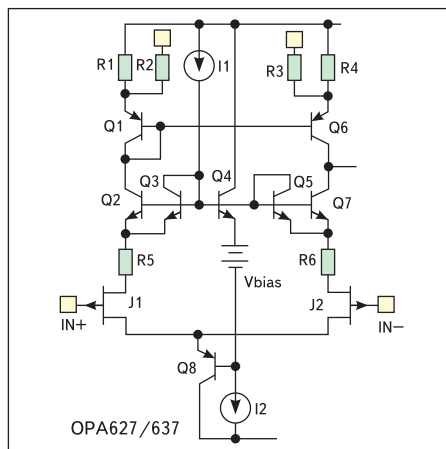 R1
R2
I1
R3
R4
Q1
Q6
Q3
Q4
Q5
Q2
Q7
R5
R6
Vbias
J1
J2
IN+
IN−
Q8
I2
OPA627/637